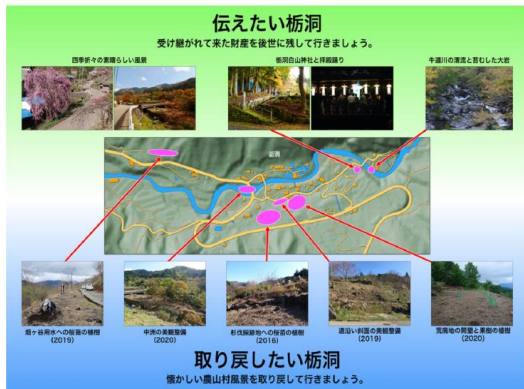 伝えたい栃洞
受け継がれて来た財産を後世に残して行きましょう。
四季折々の素晴らしい風景
栃洞白山神社と拝殿踊り
牛道川の清流と苔むした大岩
畑ヶ谷用水への桜苗の植樹
(2019)
中洲の美観整備
(2020)
杉伐採跡地への桜苗の植樹
(2016)
道沿い斜面の美観整備
(2019)
荒廃地の開墾と果樹の植樹
(2020)
取り戻したい栃洞
懐かしい農山村風景を取り戻して行きましょう。